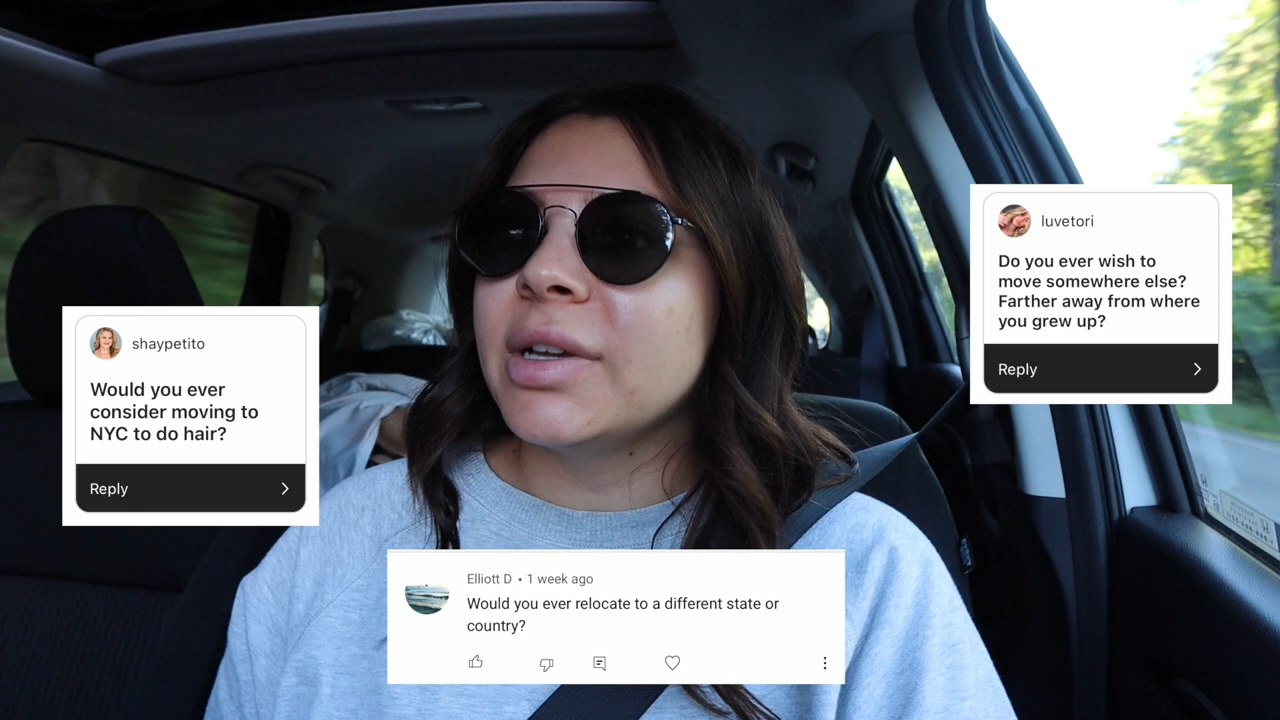 shaypetito
Would you ever
consider moving to
NYC to do hair?
Reply
luvetori
Do you ever wish to
move somewhere else?
Farther away from where
you grew up?
Reply
Elliott D • 1 week ago
Would you ever relocate to a different state or
country?